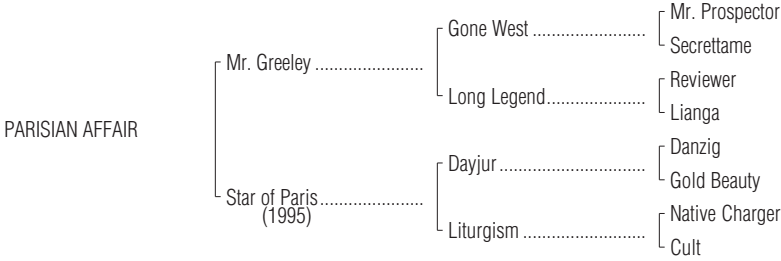 Mr. Prospector
Gone West ........................
Secrettame
Mr. Greeley .......................
Reviewer
Long Legend.....................
Lianga
PARISIAN AFFAIR
Danzig
Dayjur ...............................
Gold Beauty
Star of Paris......................
(1995)
Native Charger
Liturgism ..........................
Cult